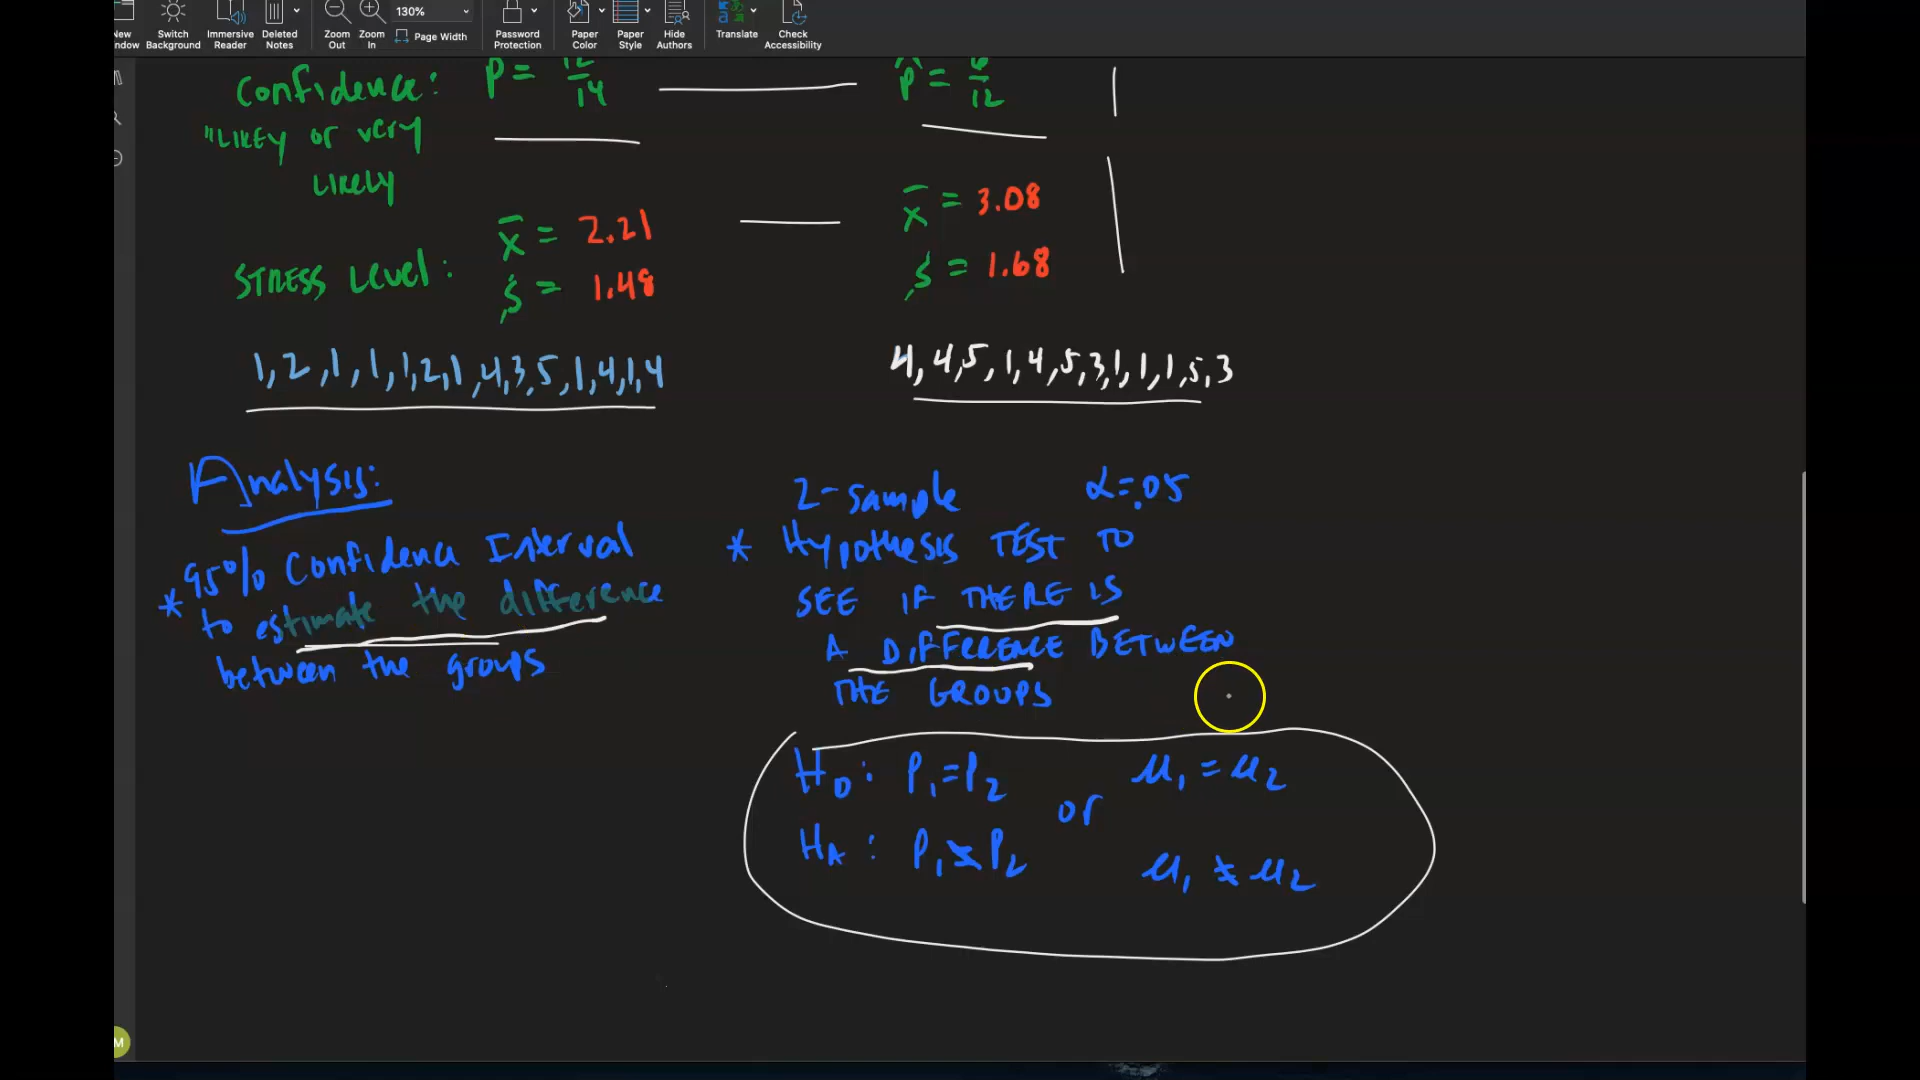 130%
New Window
Switch Background
Immersive Reader
Deleted Notes
Zoom Out
Zoom In
Page Width
Password Protection
Paper Color
Paper Style
Hide Authors
Translate
Check Accessibility
Confidence: p = 12/14 p̂ = 6/12
"Likey or very
Likely
x̄ = 2.21 x̄ = 3.08
STRESS Level: s = 1.48 s = 1.68
1,2,1,1,1,2,1,4,3,5,1,4,1,4
4,4,5,1,4,5,3,1,1,1,5,3
Analysis:
* 95% Confidence Interval
to estimate the difference
between the groups
2-sample α=.05
* Hypothesis TEST TO
SEE IF THERE IS
A DIFFERENCE BETWEEN
THE GROUPS
H0: P1=P2 or μ1=μ2
HA: P1≠P2 μ1≠μ2
M